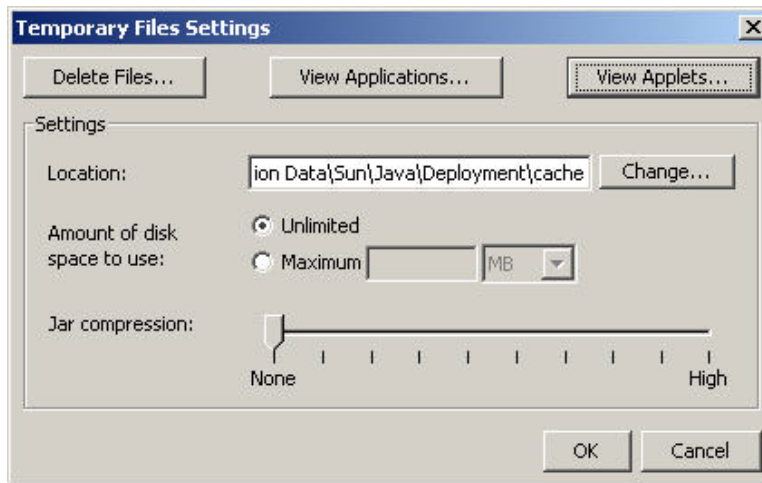 Temporary Files Settings
Delete Files...
View Applications...
View Applets...
Settings
Location:
ion Data\Sun\Java\Deployment\cache
Change...
Amount of disk
space to use:
Unlimited
Maximum
MB
Jar compression:
None
High
OK
Cancel